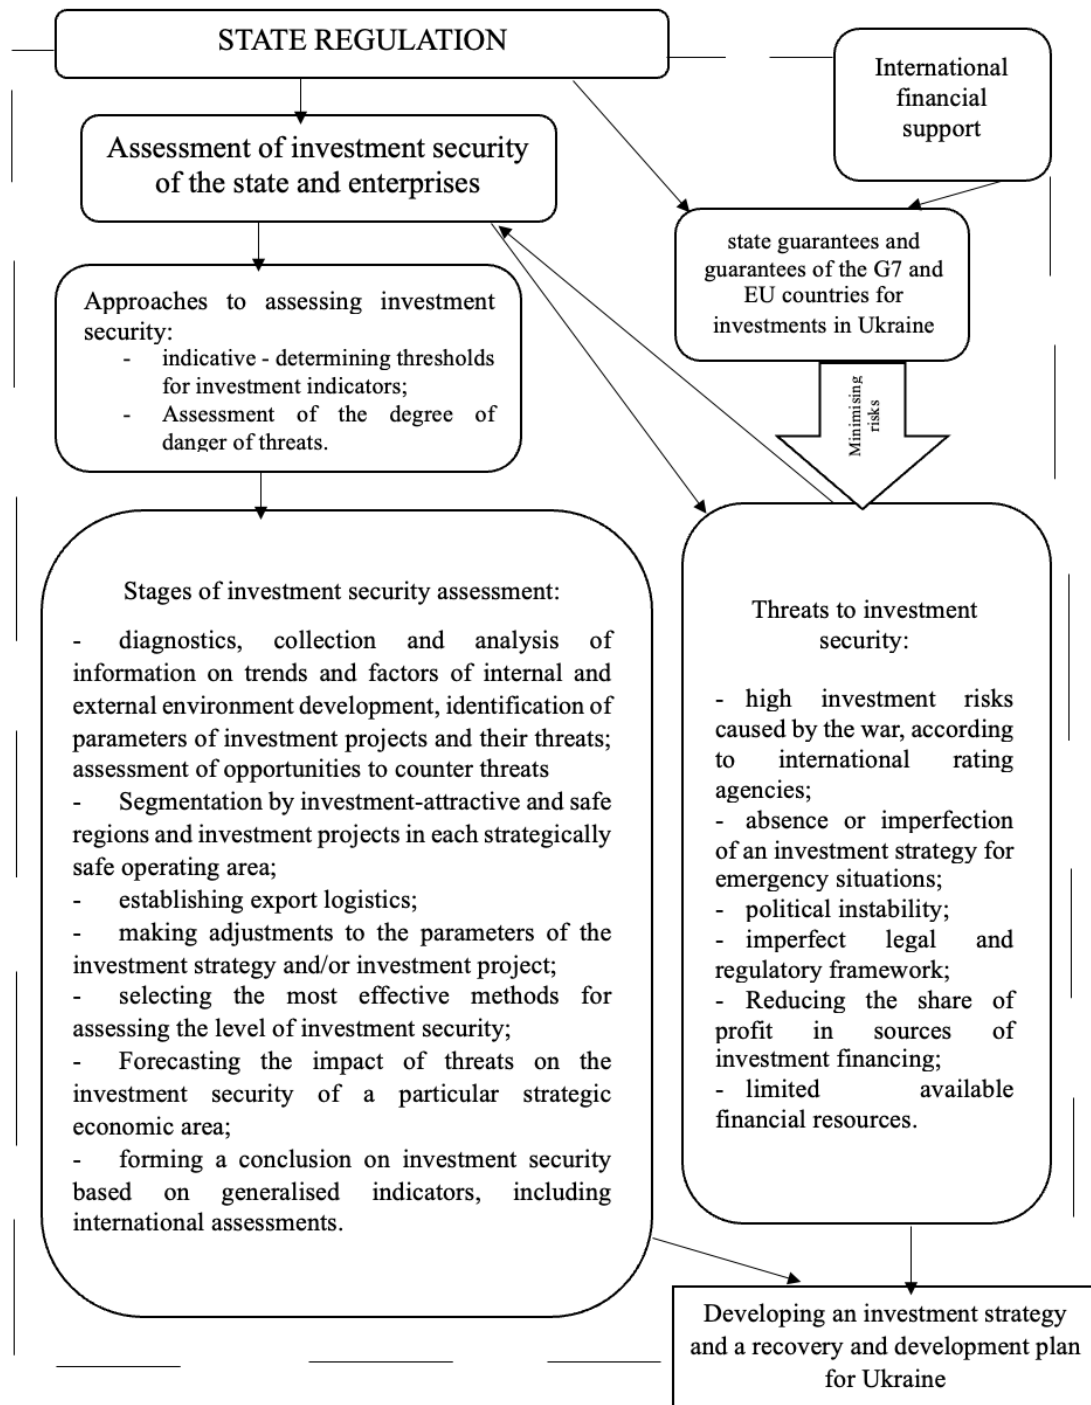 STATE REGULATION
International
financial
support
Assessment of investment security
of the state and enterprises
state guarantees and
guarantees of the G7 and
EU countries for
investments in Ukraine
Approaches to assessing investment
security:
- indicative - determining thresholds
for investment indicators;
- Assessment of the degree of
danger of threats.
Minimising
risks
Stages of investment security assessment:
- diagnostics, collection and analysis of
information on trends and factors of internal and
external environment development, identification of
parameters of investment projects and their threats;
assessment of opportunities to counter threats
- Segmentation by investment-attractive and safe
regions and investment projects in each strategically
safe operating area;
- establishing export logistics;
- making adjustments to the parameters of the
investment strategy and/or investment project;
- selecting the most effective methods for
assessing the level of investment security;
- Forecasting the impact of threats on the
investment security of a particular strategic
economic area;
- forming a conclusion on investment security
based on generalised indicators, including
international assessments.
Threats to investment
security:
- high investment risks
caused by the war, according
to international rating
agencies;
- absence or imperfection
of an investment strategy for
emergency situations;
- political instability;
- imperfect legal and
regulatory framework;
- Reducing the share of
profit in sources of
investment financing;
- limited available
financial resources.
Developing an investment strategy
and a recovery and development plan
for Ukraine